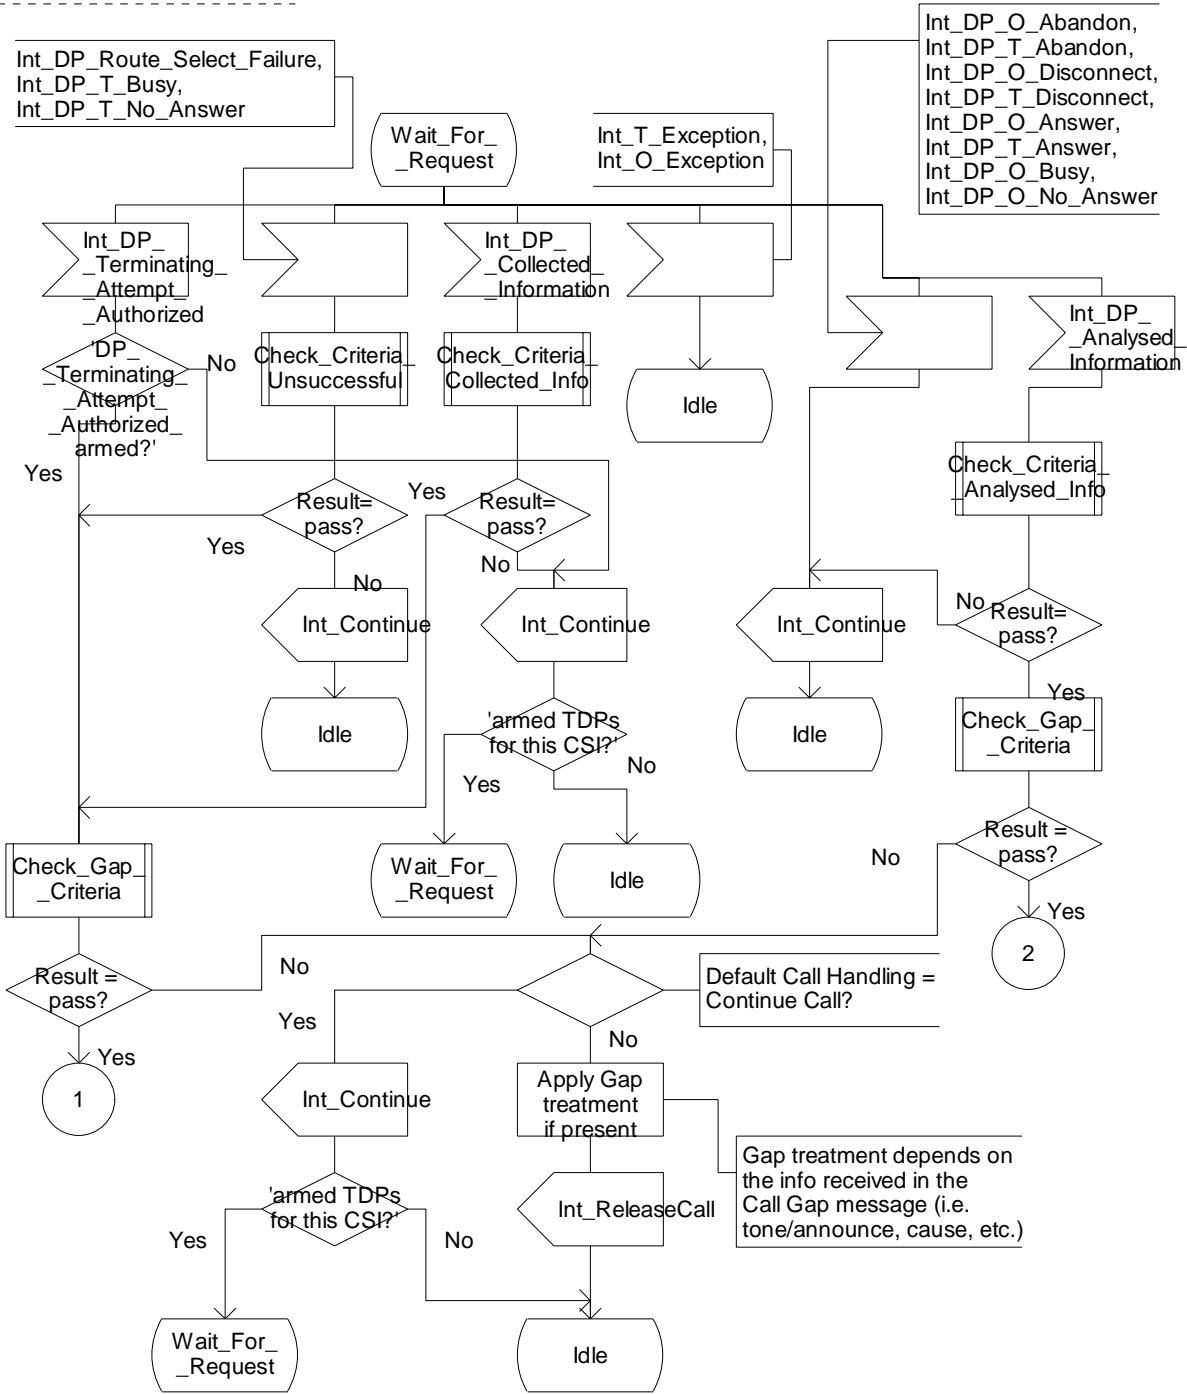 Int_DP_Route_Select_Failure,
Int_DP_T_Busy,
Int_DP_T_No_Answer
Wait_For_
_Request
Int_T_Exception,
Int_O_Exception
Int_DP_O_Abandon,
Int_DP_T_Abandon,
Int_DP_O_Disconnect,
Int_DP_T_Disconnect,
Int_DP_O_Answer,
Int_DP_T_Answer,
Int_DP_O_Busy,
Int_DP_O_No_Answer
Int_DP_
_Terminating_
_Attempt_
_Authorized
Int_DP_
_Collected_
_Information
Int_DP_
_Analysed_
Information
'DP_
_Terminating_
_Attempt_
_Authorized_
armed?'
No
Yes
Check_Criteria_
Unsuccessful
Check_Criteria_
Collected_Info
Idle
Check_Criteria_
_Analysed_Info
Result=
pass?
Yes
No
Yes
Result=
pass?
No
Int_Continue
Int_Continue
Int_Continue
No
Result=
pass?
Yes
Idle
'armed TDPs
for this CSI?'
Yes
No
Idle
Check_Gap_
_Criteria
Wait_For_
_Request
Idle
No
Result =
pass?
Yes
2
Check_Gap_
_Criteria
Result =
pass?
No
Yes
1
Default Call Handling =
Continue Call?
Yes
No
Int_Continue
Apply Gap
treatment
if present
Gap treatment depends on
the info received in the
Call Gap message (i.e.
tone/announce, cause, etc.)
'armed TDPs
for this CSI?'
Yes
No
Int_ReleaseCall
Wait_For_
_Request
Idle